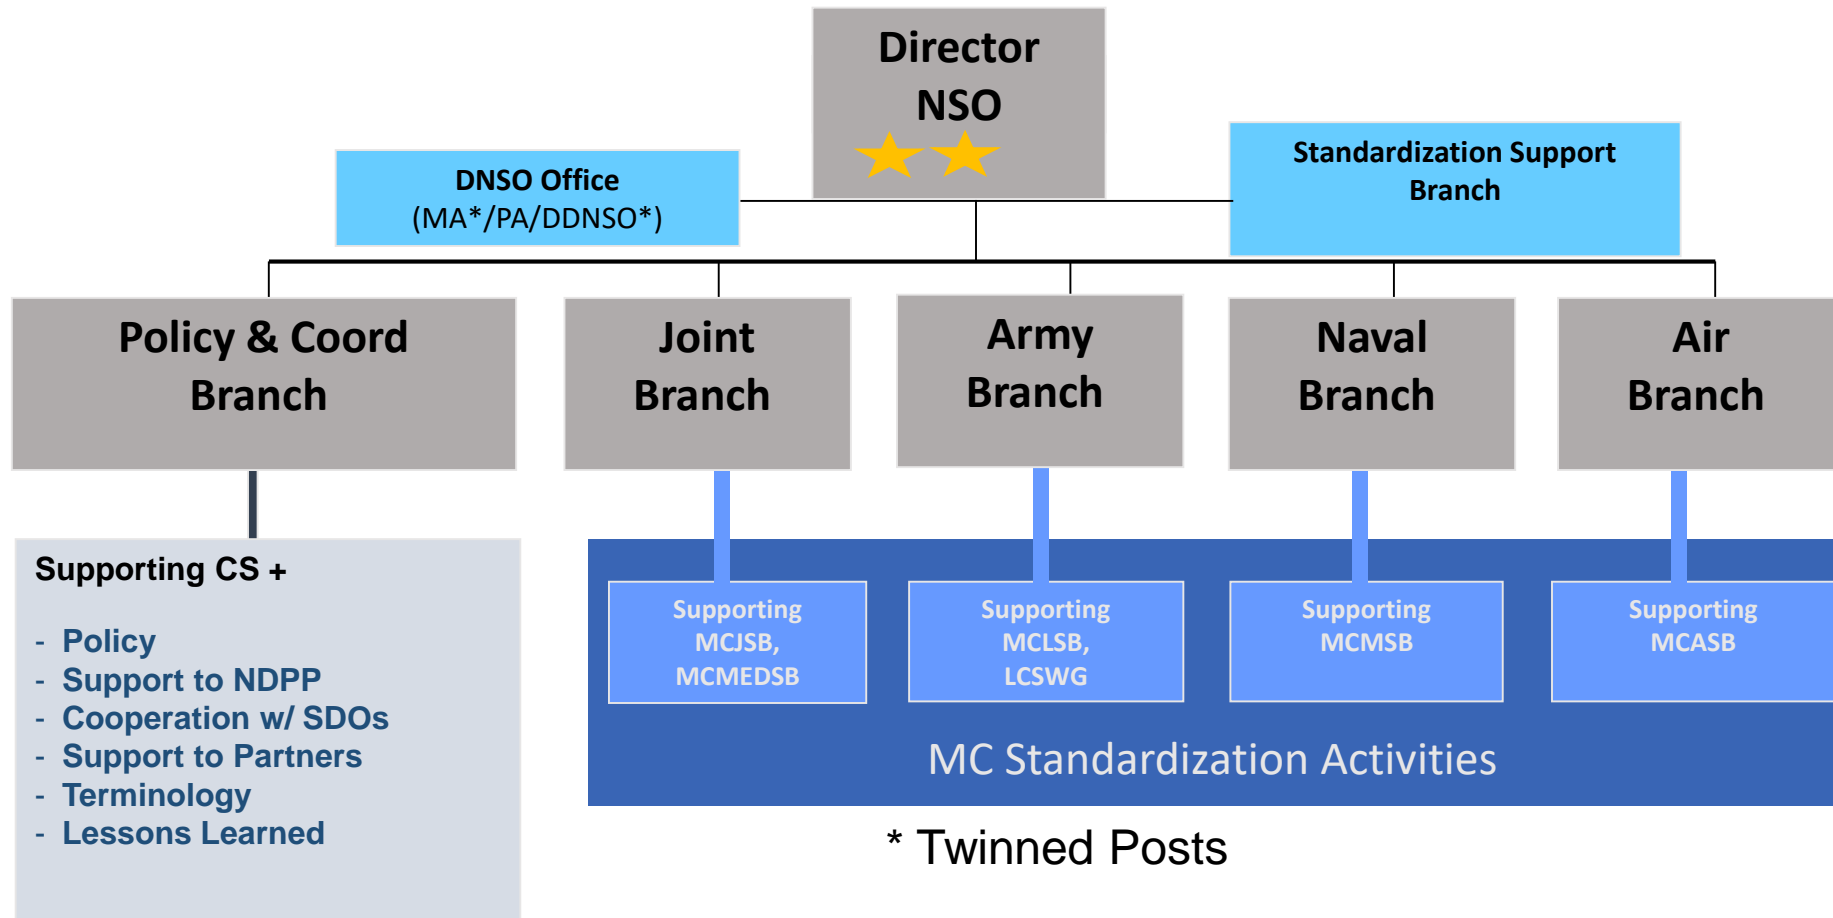 Director
NSO
DNSO Office
(MA*/PA/DDNSO*)
Standardization Support
Branch
Policy & Coord
Branch
Joint
Branch
Army
Branch
Naval
Branch
Air
Branch
Supporting CS +
- Policy
- Support to NDPP
- Cooperation w/ SDOs
- Support to Partners
- Terminology
- Lessons Learned
Supporting
MCJSB,
MCMEDSB
Supporting
MCLSB,
LCSWG
Supporting
MCMSB
Supporting
MCASB
MC Standardization Activities
* Twinned Posts